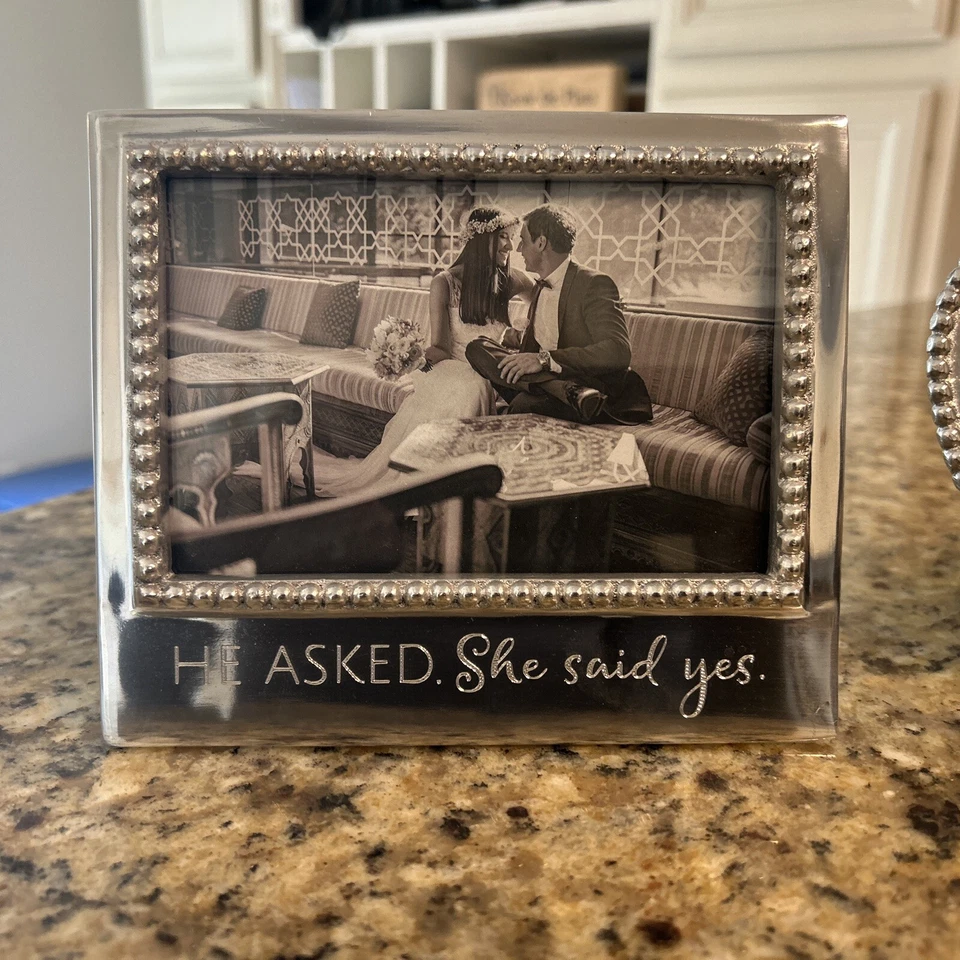 HE ASKED. She said yes.